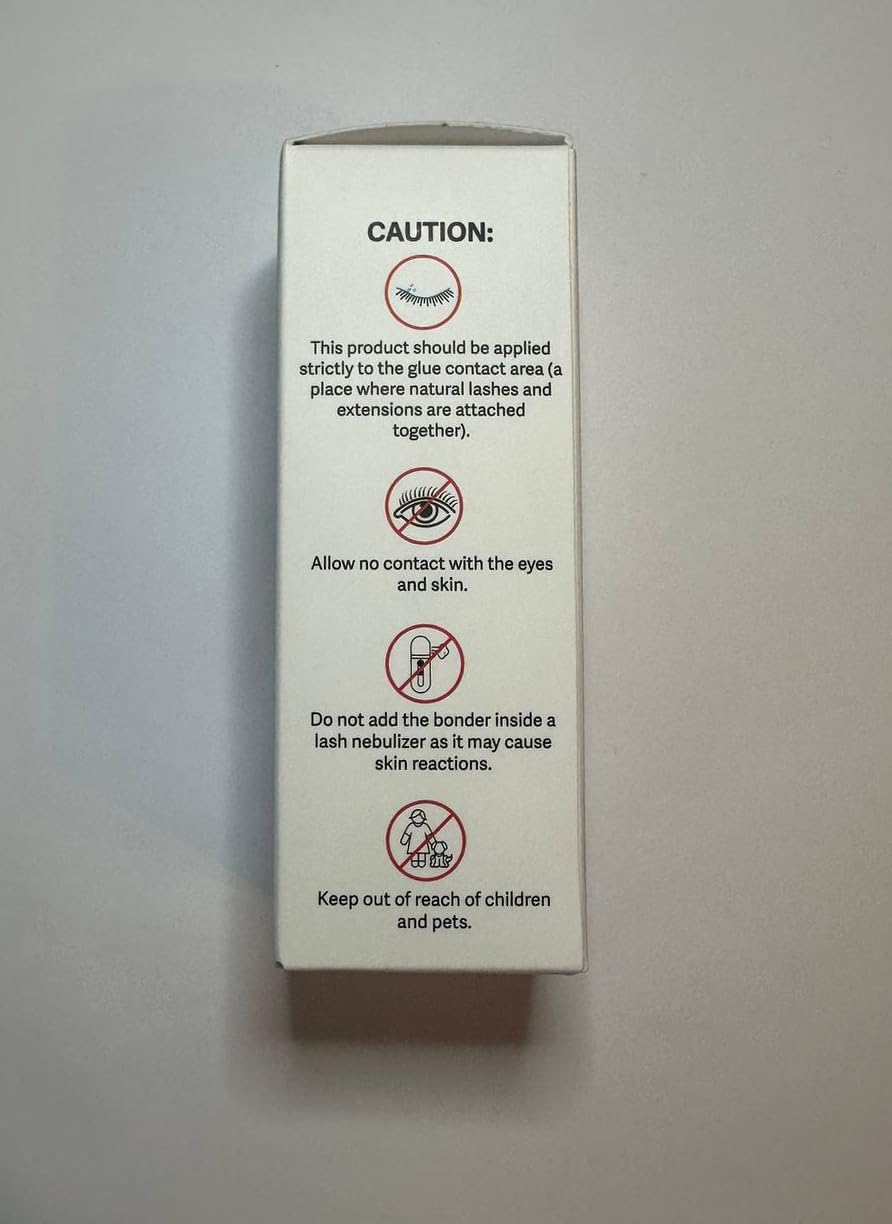 CAUTION:
This product should be applied
strictly to the glue contact area (a
place where natural lashes and
extensions are attached
together).
Allow no contact with the eyes
and skin.
Do not add the bonder inside a
lash nebulizer as it may cause
skin reactions.
Keep out of reach of children
and pets.